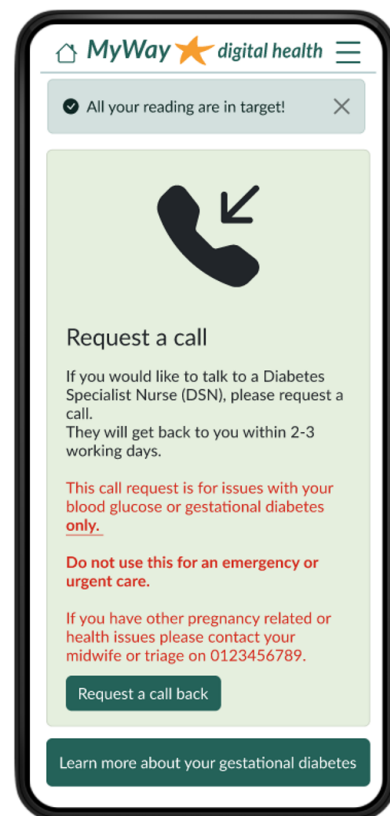 MyWay digital health
All your reading are in target!
Request a call
If you would like to talk to a Diabetes
Specialist Nurse (DSN), please request a
call.
They will get back to you within 2-3
working days.
This call request is for issues with your
blood glucose or gestational diabetes
only.
Do not use this for an emergency or
urgent care.
If you have other pregnancy related or
health issues please contact your
midwife or triage on 0123456789.
Request a call back
Learn more about your gestational diabetes